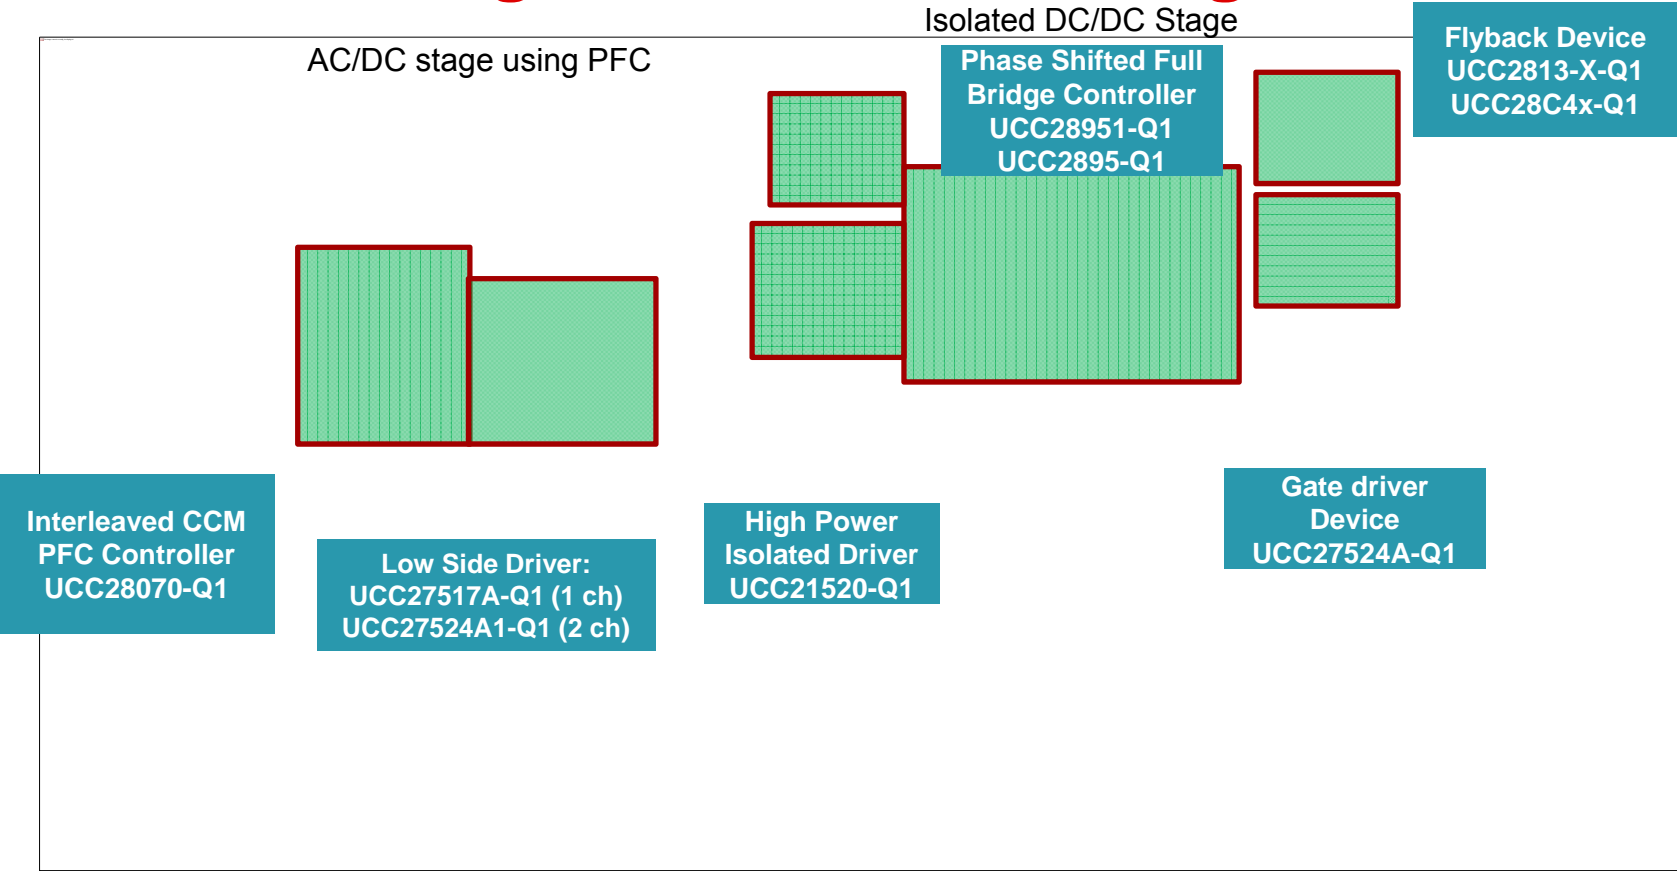 Isolated DC/DC Stage
AC/DC stage using PFC
Phase Shifted Full
Bridge Controller
UCC28951-Q1
UCC2895-Q1
Flyback Device
UCC2813-X-Q1
UCC28C4x-Q1
Interleaved CCM
PFC Controller
UCC28070-Q1
Low Side Driver:
UCC27517A-Q1 (1 ch)
UCC27524A1-Q1 (2 ch)
High Power
Isolated Driver
UCC21520-Q1
Gate driver
Device
UCC27524A-Q1